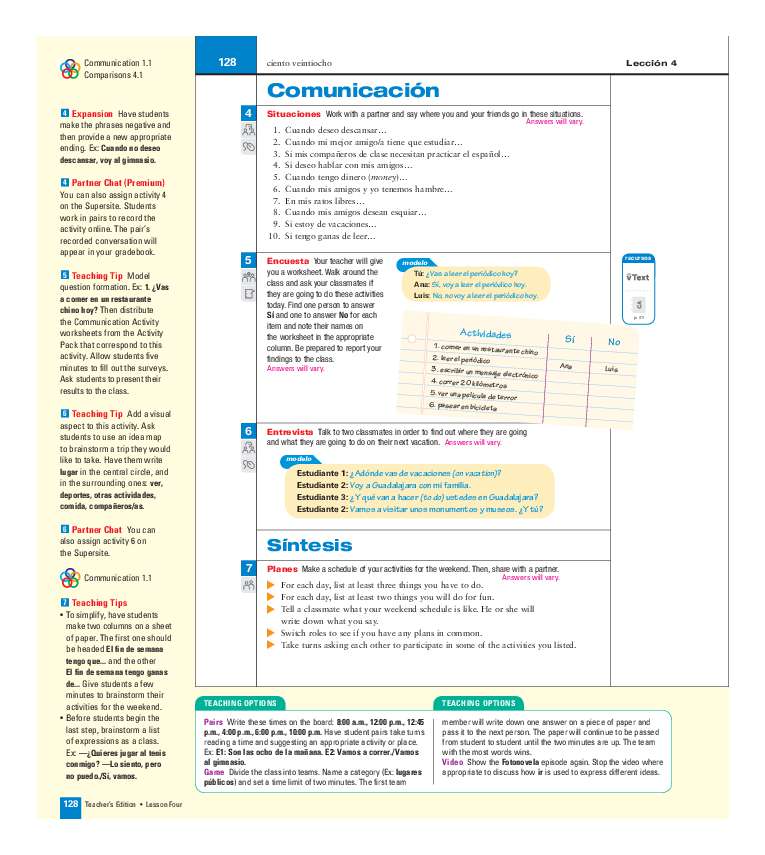 Communication 1.1
Comparisons 4.1
4 Expansion Have students
make the phrases negative and
then provide a new appropriate
ending. Ex: Cuando no deseo
descansar, voy al gimnasio.
4 Partner Chat (Premium)
You can also assign activity 4
on the Supersite. Students
work in pairs to record the
activity online. The pair's
recorded conversation will
appear in your gradebook.
5 Teaching Tip Model
question formation. Ex: 1. ¿Vas
a comer en un restaurante
chino hoy? Then distribute
the Communication Activity
worksheets from the Activity
Pack that correspond to this
activity. Allow students five
minutes to fill out the surveys.
Ask students to present their
results to the class.
6 Teaching Tip Add a visual
aspect to this activity. Ask
students to use an idea map
to brainstorm a trip they would
like to take. Have them write
lugar in the central circle, and
in the surrounding ones: ver,
deportes, otras actividades,
comida, compañeros/as.
6 Partner Chat You can
also assign activity 6 on
the Supersite.
Communication 1.1
7 Teaching Tips
• To simplify, have students
make two columns on a sheet
of paper. The first one should
be headed El fin de semana
tengo que... and the other
El fin de semana tengo ganas
de... Give students a few
minutes to brainstorm their
activities for the weekend.
• Before students begin the
last step, brainstorm a list
of expressions as a class.
Ex: —¿Quieres jugar al tenis
conmigo? —Lo siento, pero
no puedo./Sí, vamos.
128 ciento veintiocho Lección 4
Comunicación
4 Situaciones Work with a partner and say where you and your friends go in these situations.
Answers will vary.
1. Cuando deseo descansar…
2. Cuando mi mejor amigo/a tiene que estudiar…
3. Si mis compañeros de clase necesitan practicar el español…
4. Si deseo hablar con mis amigos…
5. Cuando tengo dinero (money)…
6. Cuando mis amigos y yo tenemos hambre…
7. En mis ratos libres…
8. Cuando mis amigos desean esquiar…
9. Si estoy de vacaciones…
10. Si tengo ganas de leer…
5 Encuesta Your teacher will give
you a worksheet. Walk around the
class and ask your classmates if
they are going to do these activities
today. Find one person to answer
Sí and one to answer No for each
item and note their names on
the worksheet in the appropriate
column. Be prepared to report your
findings to the class.
Answers will vary.
modelo
Tú: ¿Vas a leer el periódico hoy?
Ana: Sí, voy a leer el periódico hoy.
Luis: No, no voy a leer el periódico hoy.
Actividades Sí No
1. comer en un restaurante chino
2. leer el periódico Ana Luis
3. escribir un mensaje electrónico
4. correr 20 kilómetros
5. ver una película de terror
6. pasear en bicicleta
recursos
vText
6 Entrevista Talk to two classmates in order to find out where they are going
and what they are going to do on their next vacation. Answers will vary.
modelo
Estudiante 1: ¿Adónde vas de vacaciones (on vacation)?
Estudiante 2: Voy a Guadalajara con mi familia.
Estudiante 3: ¿Y qué van a hacer (to do) ustedes en Guadalajara?
Estudiante 2: Vamos a visitar unos monumentos y museos. ¿Y tú?
Síntesis
7 Planes Make a schedule of your activities for the weekend. Then, share with a partner.
Answers will vary.
For each day, list at least three things you have to do.
For each day, list at least two things you will do for fun.
Tell a classmate what your weekend schedule is like. He or she will
write down what you say.
Switch roles to see if you have any plans in common.
Take turns asking each other to participate in some of the activities you listed.
TEACHING OPTIONS
Pairs Write these times on the board: 8:00 a.m., 12:00 p.m., 12:45
p.m., 4:00 p.m., 6:00 p.m., 10:00 p.m. Have student pairs take turns
reading a time and suggesting an appropriate activity or place.
Ex: E1: Son las ocho de la mañana. E2: Vamos a correr./Vamos
al gimnasio.
Game Divide the class into teams. Name a category (Ex: lugares
públicos) and set a time limit of two minutes. The first team
TEACHING OPTIONS
member will write down one answer on a piece of paper and
pass it to the next person. The paper will continue to be passed
from student to student until the two minutes are up. The team
with the most words wins.
Video Show the Fotonovela episode again. Stop the video where
appropriate to discuss how ir is used to express different ideas.
128 Teacher's Edition • Lesson Four